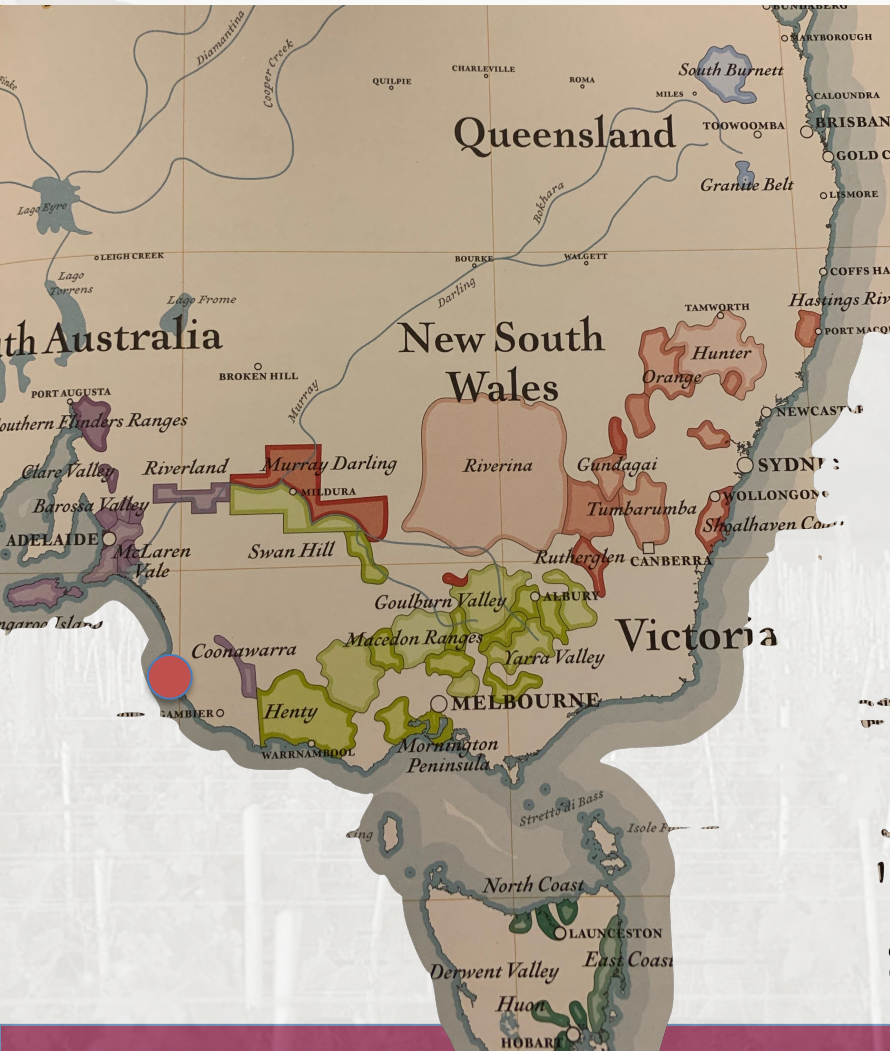 BUNDABERG
MARYBOROUGH
Diamantina
Cooper Creek
CHARLEVILLE
QUILPIE
ROMA
South Burnett
MILES
CALOUNDRA
Queensland
TOOWOOMBA
BRISBAN
GOLD C
Granite Belt
Bokhara
LISMORE
Lago Eyre
LEIGH CREEK
BOURKE
WALGETT
COFFS HA
Lago
Torrens
Lago Frome
Darling
Hastings Riv
TAMWORTH
PORT MACQ
th Australia
New South
Wales
Hunter
Orange
BROKEN HILL
Murray
PORT AUGUSTA
outhern Flinders Ranges
NEWCAST
Clare Valley
Riverland
Murray Darling
Riverina
Gundagai
SYDN
MILDURA
Barossa Valley
WOLLONGON
Tumbarumba
Shoalhaven
ADELAIDE
McLaren
Vale
Swan Hill
Rutherglen
CANBERRA
Goulburn Valley
ALBURY
Island
Coonawarra
Macedon Ranges
Yarra Valley
Victoria
MELBOURNE
GAMBIER
Henty
WARRNAMBOOL
Mornington
Peninsula
Stretto di Bass
King
Isole
North Coast
LAUNCESTON
Derwent Valley
East Coast
Huon
HOBART